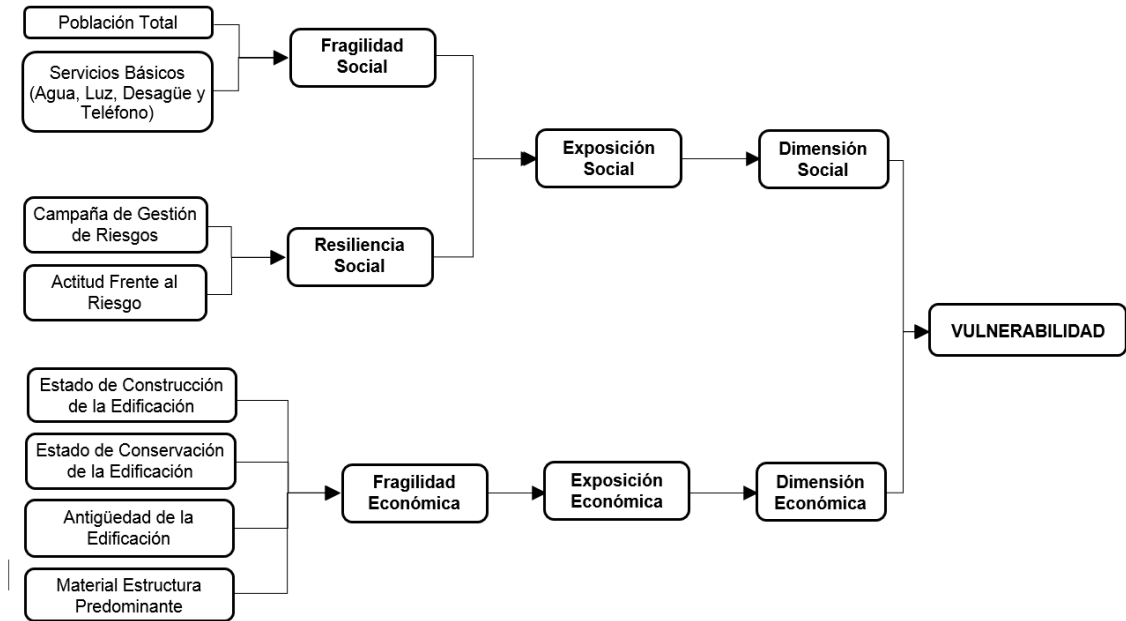 Población Total
Servicios Básicos
(Agua, Luz, Desagüe y
Teléfono)
Fragilidad
Social
Campaña de Gestión
de Riesgos
Actitud Frente al
Riesgo
Resiliencia
Social
Exposición
Social
Dimensión
Social
VULNERABILIDAD
Estado de Construcción
de la Edificación
Estado de Conservación
de la Edificación
Antigüedad de la
Edificación
Material Estructura
Predominante
Fragilidad
Económica
Exposición
Económica
Dimensión
Económica